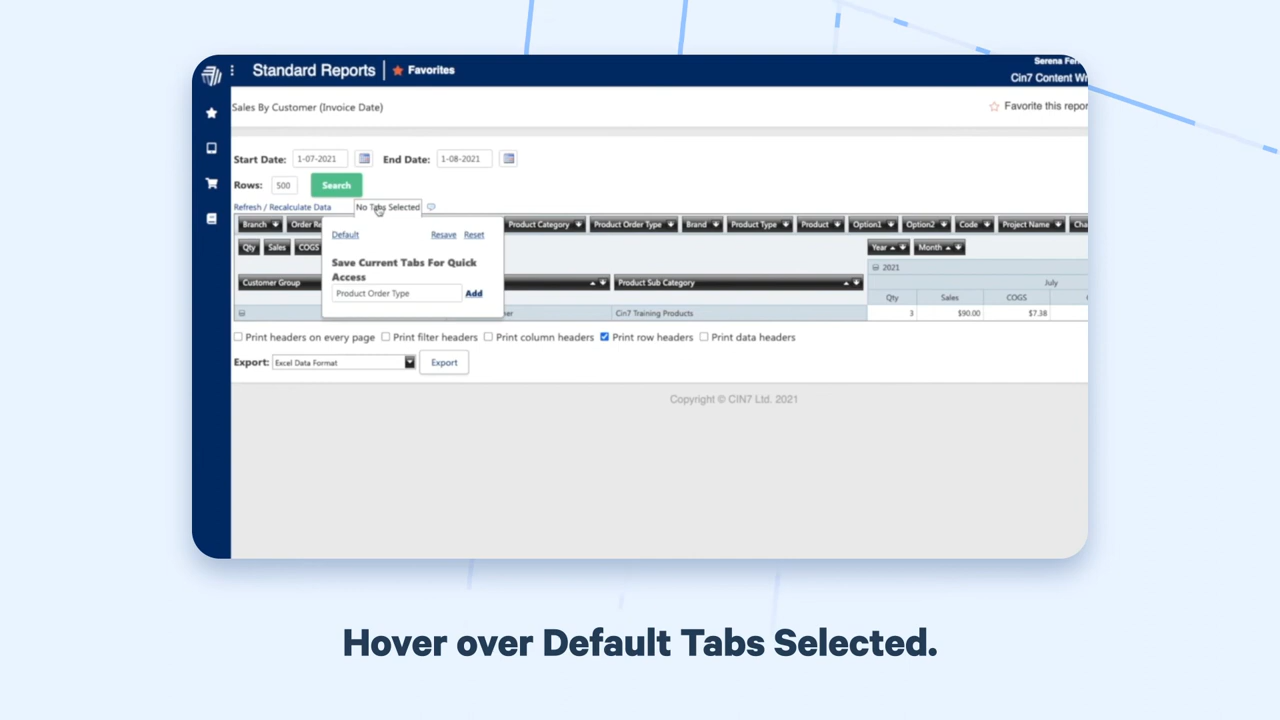 Standard Reports
Favorites
Serena
Cin7 Content
Sales By Customer (Invoice Date)
Favorite this
Start Date: 1-07-2021 End Date: 1-08-2021
Rows: 500 Search
Refresh / Recalculate Data No Tabs Selected
Branch Order Product Category Product Order Type Brand Product Type Product Option1 Option2 Code Project Name
Default Resave Reset
Qty Sales COGS Year Month
Save Current Tabs For Quick
Access
2021
Customer Group Product Sub Category July
Product Order Type Add
Qty Sales COGS
Cin7 Training Products 3 $90.00 $7.38
Print headers on every page Print filter headers Print column headers Print row headers Print data headers
Export: Excel Data Format Export
Copyright © CIN7 Ltd. 2021
Hover over Default Tabs Selected.